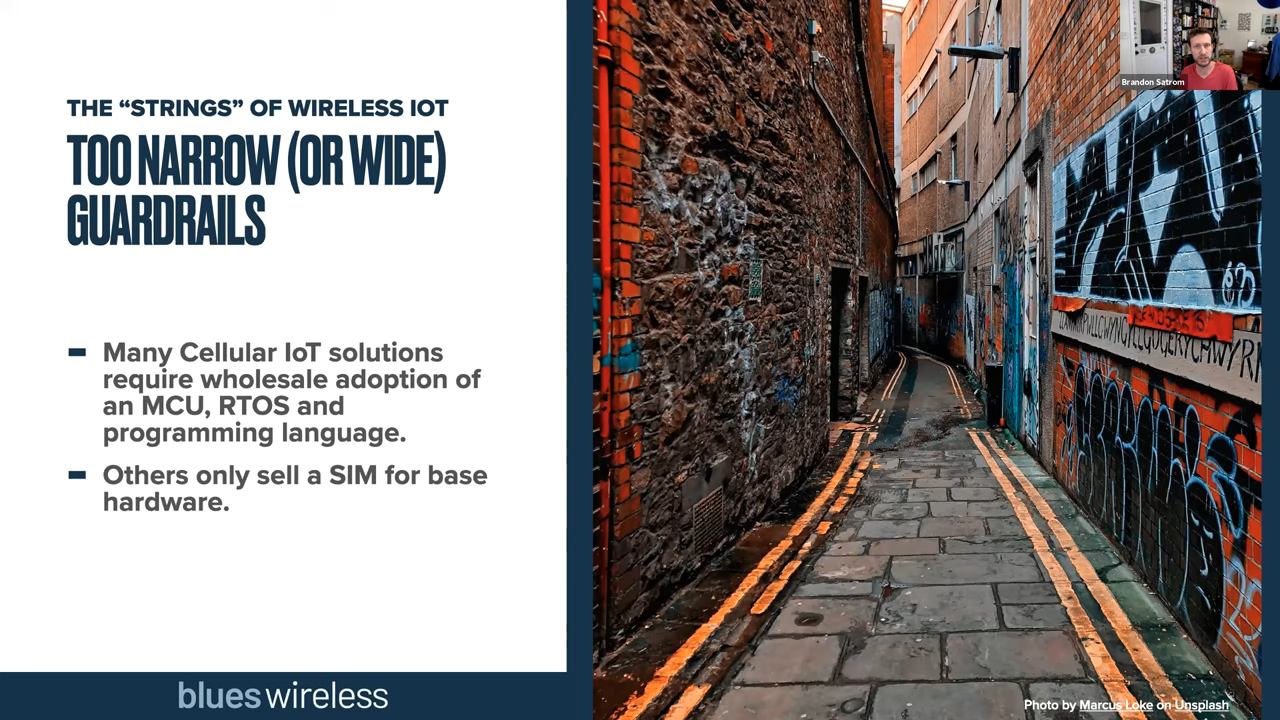 THE “STRINGS” OF WIRELESS IOT
TOO NARROW (OR WIDE)
GUARDRAILS
Many Cellular IoT solutions
require wholesale adoption of
an MCU, RTOS and
programming language.
Others only sell a SIM for base
hardware.
blues wireless
Brandon Satrom
Photo by Marcus Loke on Unsplash